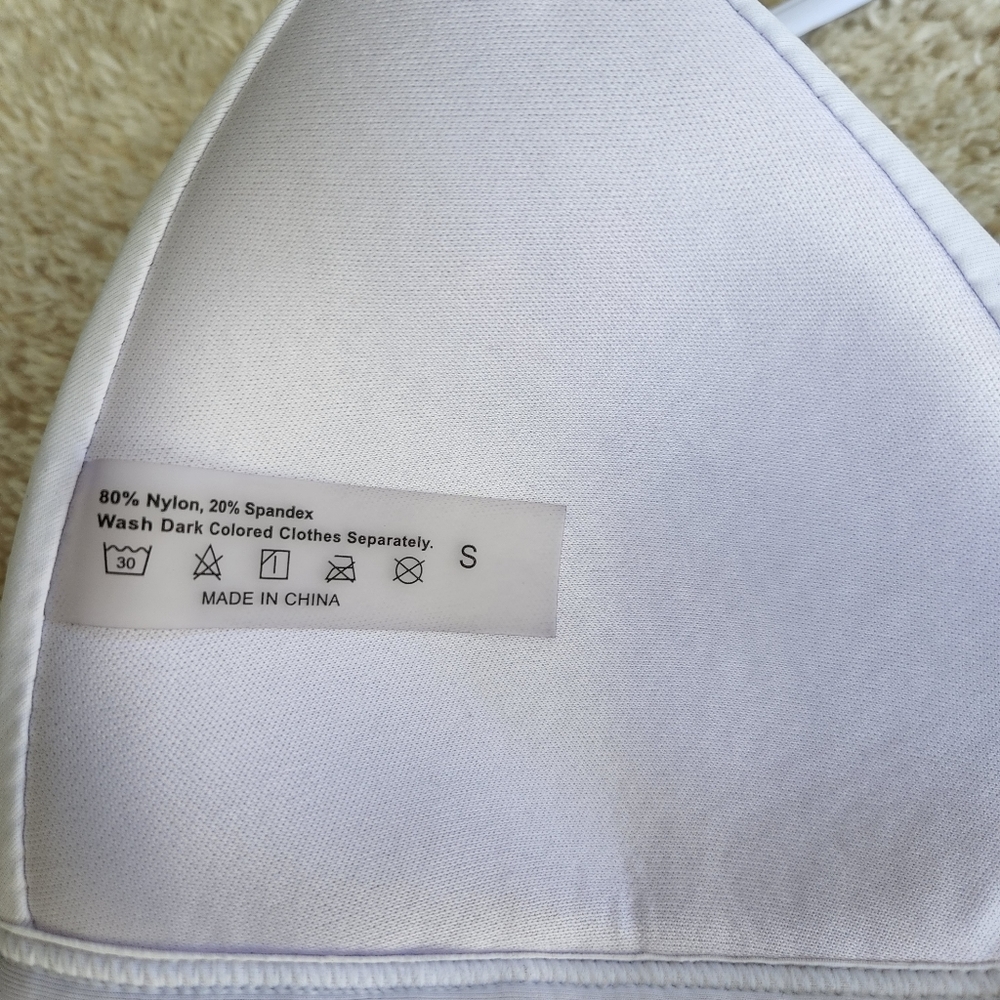 80% Nylon, 20% Spandex
Wash Dark Colored Clothes Separately.
30
S
MADE IN CHINA